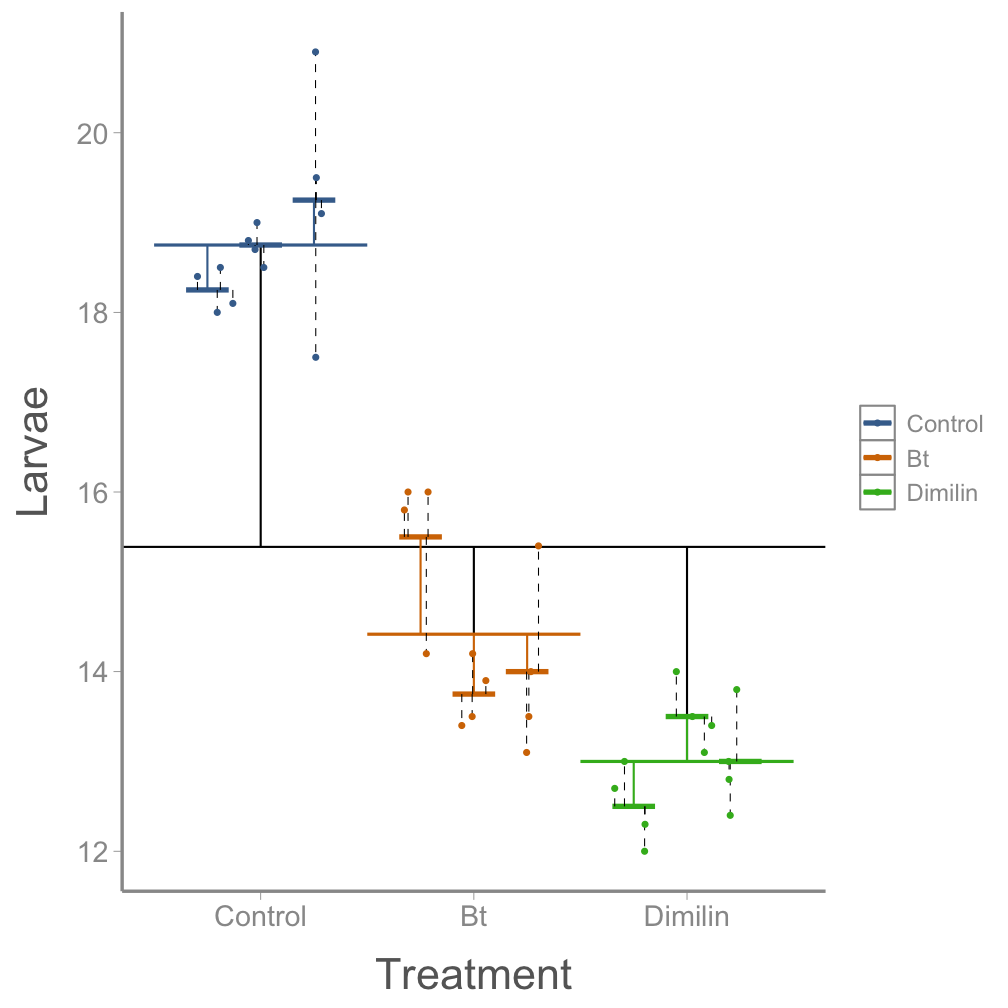 Larvae
20
18
16
14
12
Control
Bt
Dimilin
Treatment
Control
Bt
Dimilin